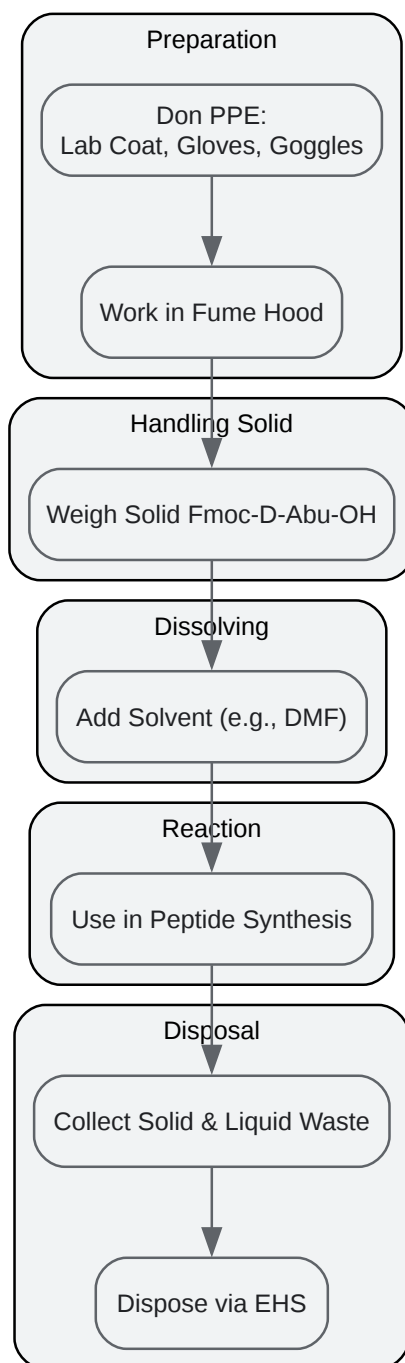 Preparation
Don PPE:
Lab Coat, Gloves, Goggles
Work in Fume Hood
Handling Solid
Weigh Solid Fmoc-D-Abu-OH
Dissolving
Add Solvent (e.g., DMF)
Reaction
Use in Peptide Synthesis
Disposal
Collect Solid & Liquid Waste
Dispose via EHS